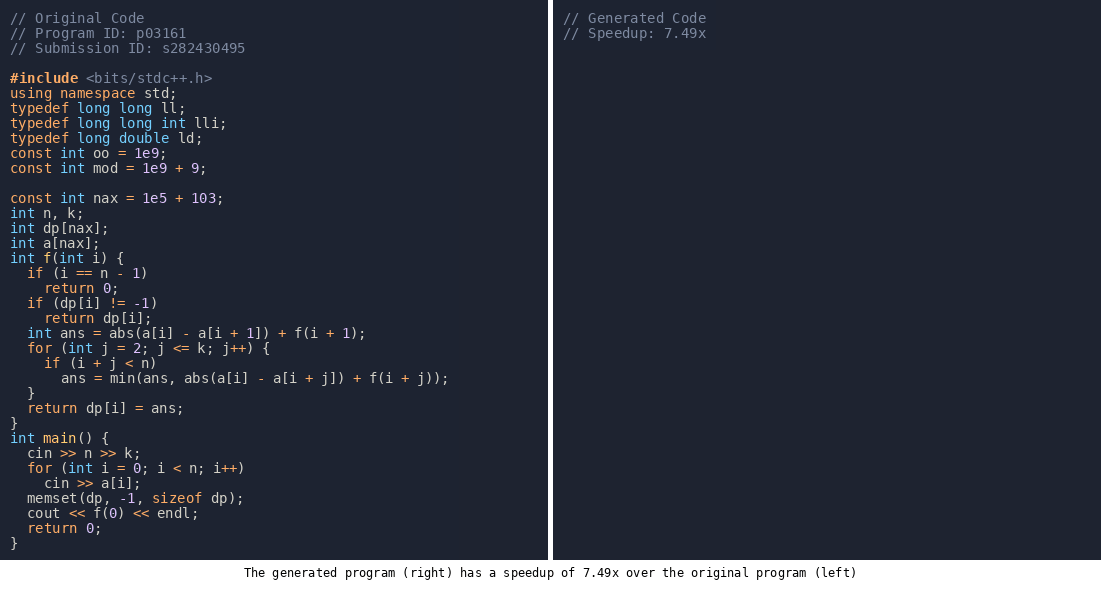 // Original Code
// Program ID: p03161
// Submission ID: s282430495
#include <bits/stdc++.h>
using namespace std;
typedef long long ll;
typedef long long int lli;
typedef long double ld;
const int oo = 1e9;
const int mod = 1e9 + 9;
const int nax = 1e5 + 103;
int n, k;
int dp[nax];
int a[nax];
int f(int i) {
  if (i == n - 1)
    return 0;
  if (dp[i] != -1)
    return dp[i];
  int ans = abs(a[i] - a[i + 1]) + f(i + 1);
  for (int j = 2; j <= k; j++) {
    if (i + j < n)
      ans = min(ans, abs(a[i] - a[i + j]) + f(i + j));
  }
  return dp[i] = ans;
}
int main() {
  cin >> n >> k;
  for (int i = 0; i < n; i++)
    cin >> a[i];
  memset(dp, -1, sizeof dp);
  cout << f(0) << endl;
  return 0;
}
// Generated Code
// Speedup: 7.49x
The generated program (right) has a speedup of 7.49x over the original program (left)